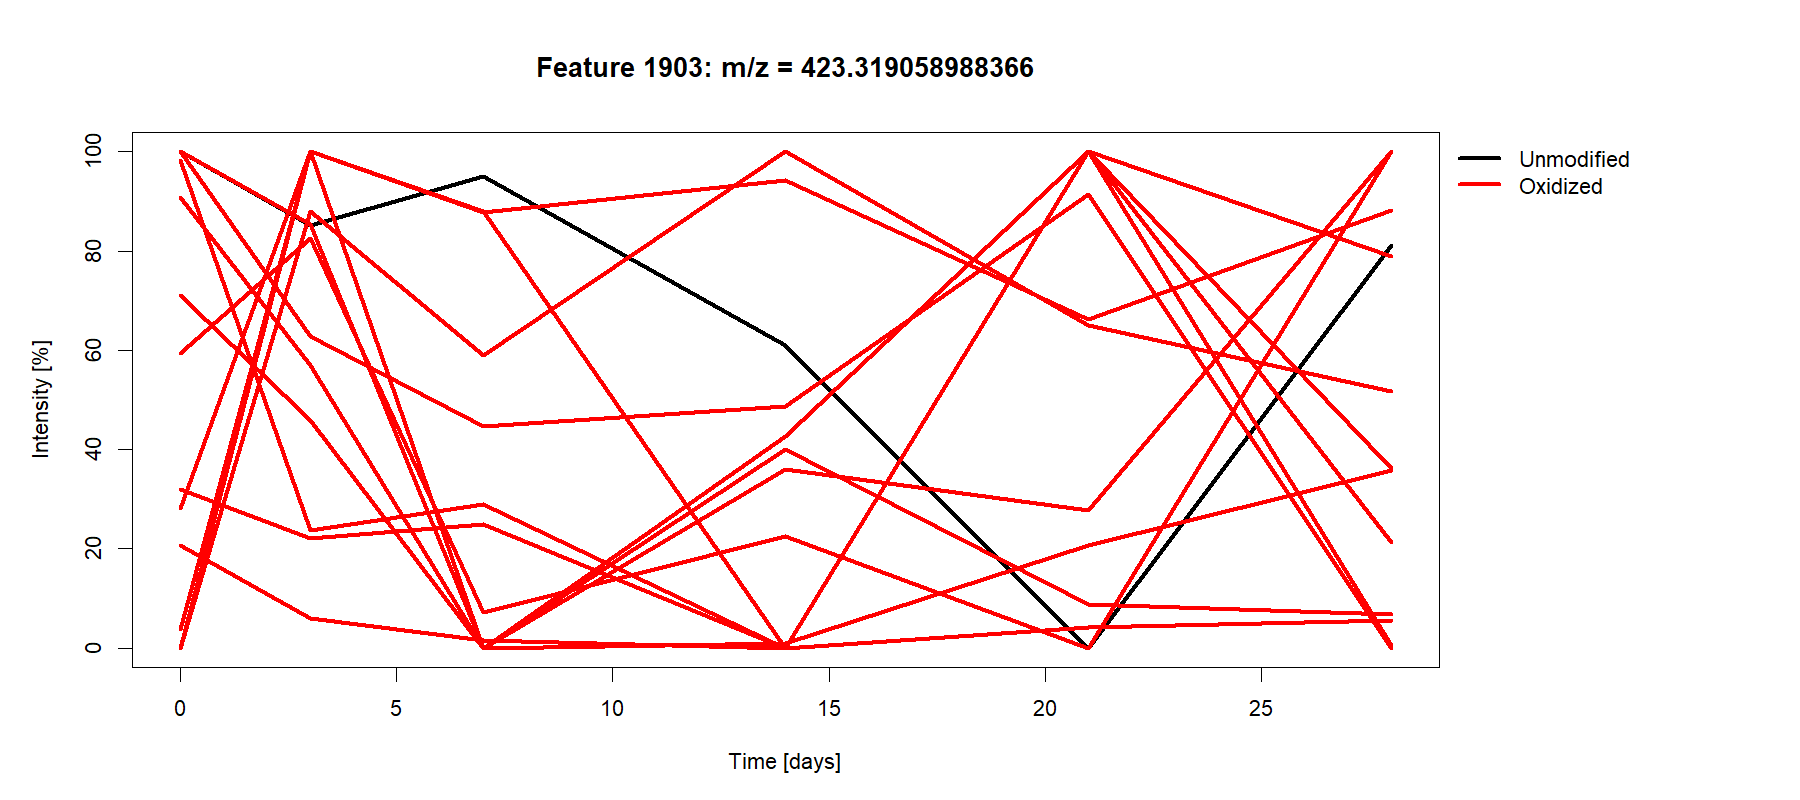 Feature 1903: m/z = 423.319058988366
Unmodified
Oxidized
Intensity [%]
100
80
60
40
20
0
0 5 10 15 20 25
Time [days]